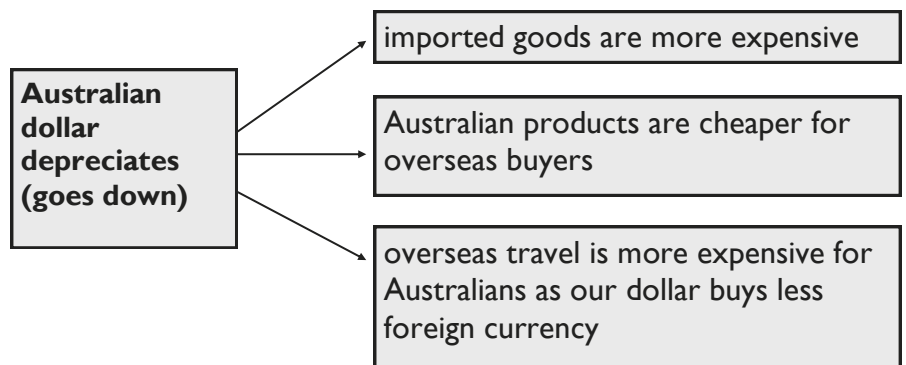 imported goods are more expensive
Australian
dollar
depreciates
(goes down)
Australian products are cheaper for
overseas buyers
overseas travel is more expensive for
Australians as our dollar buys less
foreign currency